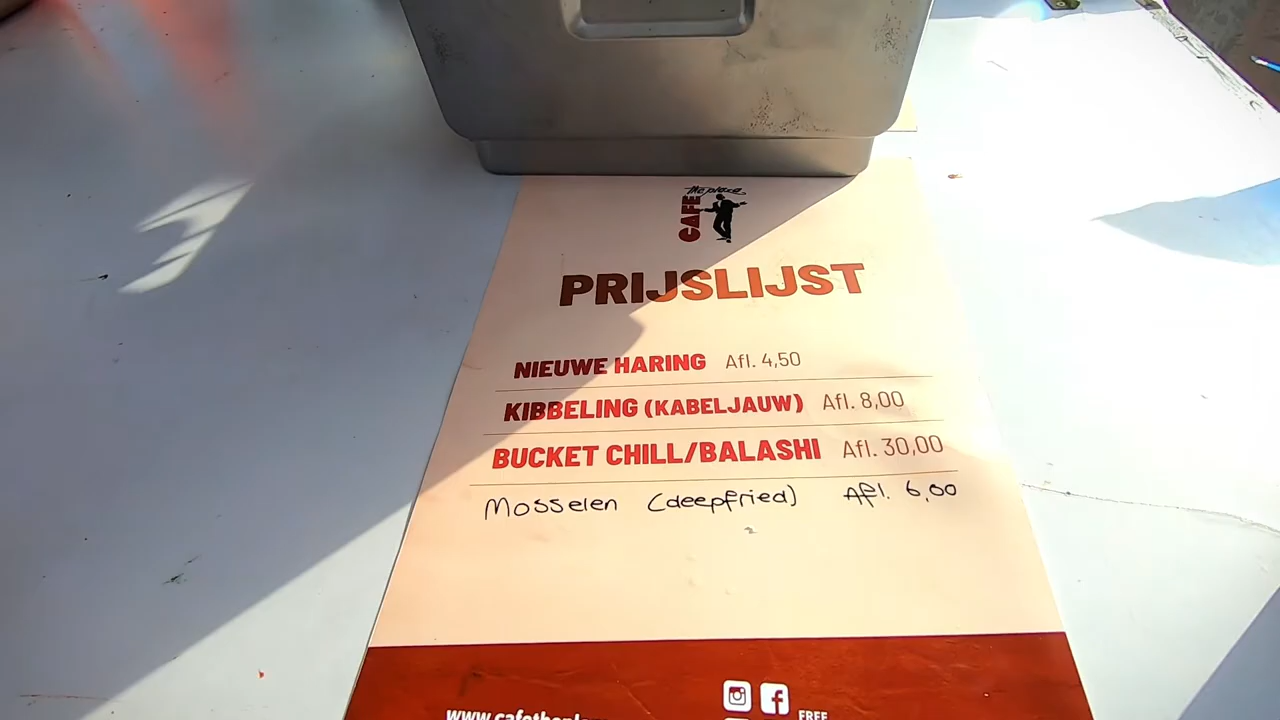 the place
CAFE
PRIJSLIJST
NIEUWE HARING Afl. 4,50
KIBBELING (KABELJAUW) Afl. 8,00
BUCKET CHILL/BALASHI Afl. 30,00
Mosselen (deepfried) Afl. 6,00
FREE